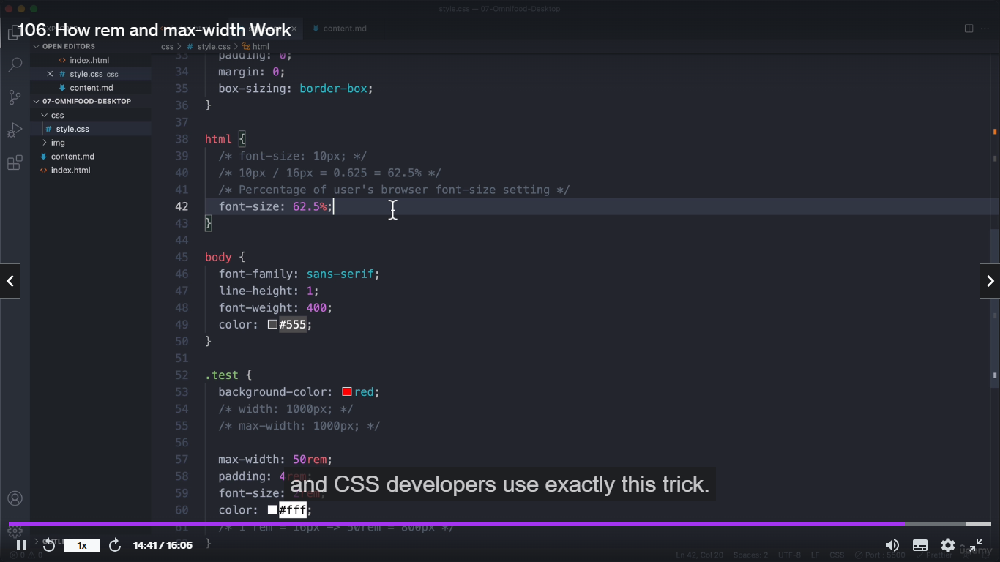 style.css — 07-Omnifood-Desktop
106. How rem and max-width Work
content.md
OPEN EDITORS
css > # style.css > html
index.html
style.css css
content.md
07-OMNIFOOD-DESKTOP
css
style.css
img
content.md
index.html
33 padding: 0;
34 margin: 0;
35 box-sizing: border-box;
36 }
37
38 html {
39 /* font-size: 10px; */
40 /* 10px / 16px = 0.625 = 62.5% */
41 /* Percentage of user's browser font-size setting */
42 font-size: 62.5%;
43 }
44
45 body {
46 font-family: sans-serif;
47 line-height: 1;
48 font-weight: 400;
49 color: #555;
50 }
51
52 .test {
53 background-color: red;
54 /* width: 1000px; */
55 /* max-width: 1000px; */
56
57 max-width: 50rem;
58 padding: 4rem;
59 font-size: 2rem;
60 color: #fff;
61 /* 1 rem = 16px -> 50rem = 800px */
}
and CSS developers use exactly this trick.
1x
14:41 / 16:06
Ln 42, Col 20 Spaces: 2 UTF-8 LF CSS Port : 5500 Prettier
udemy